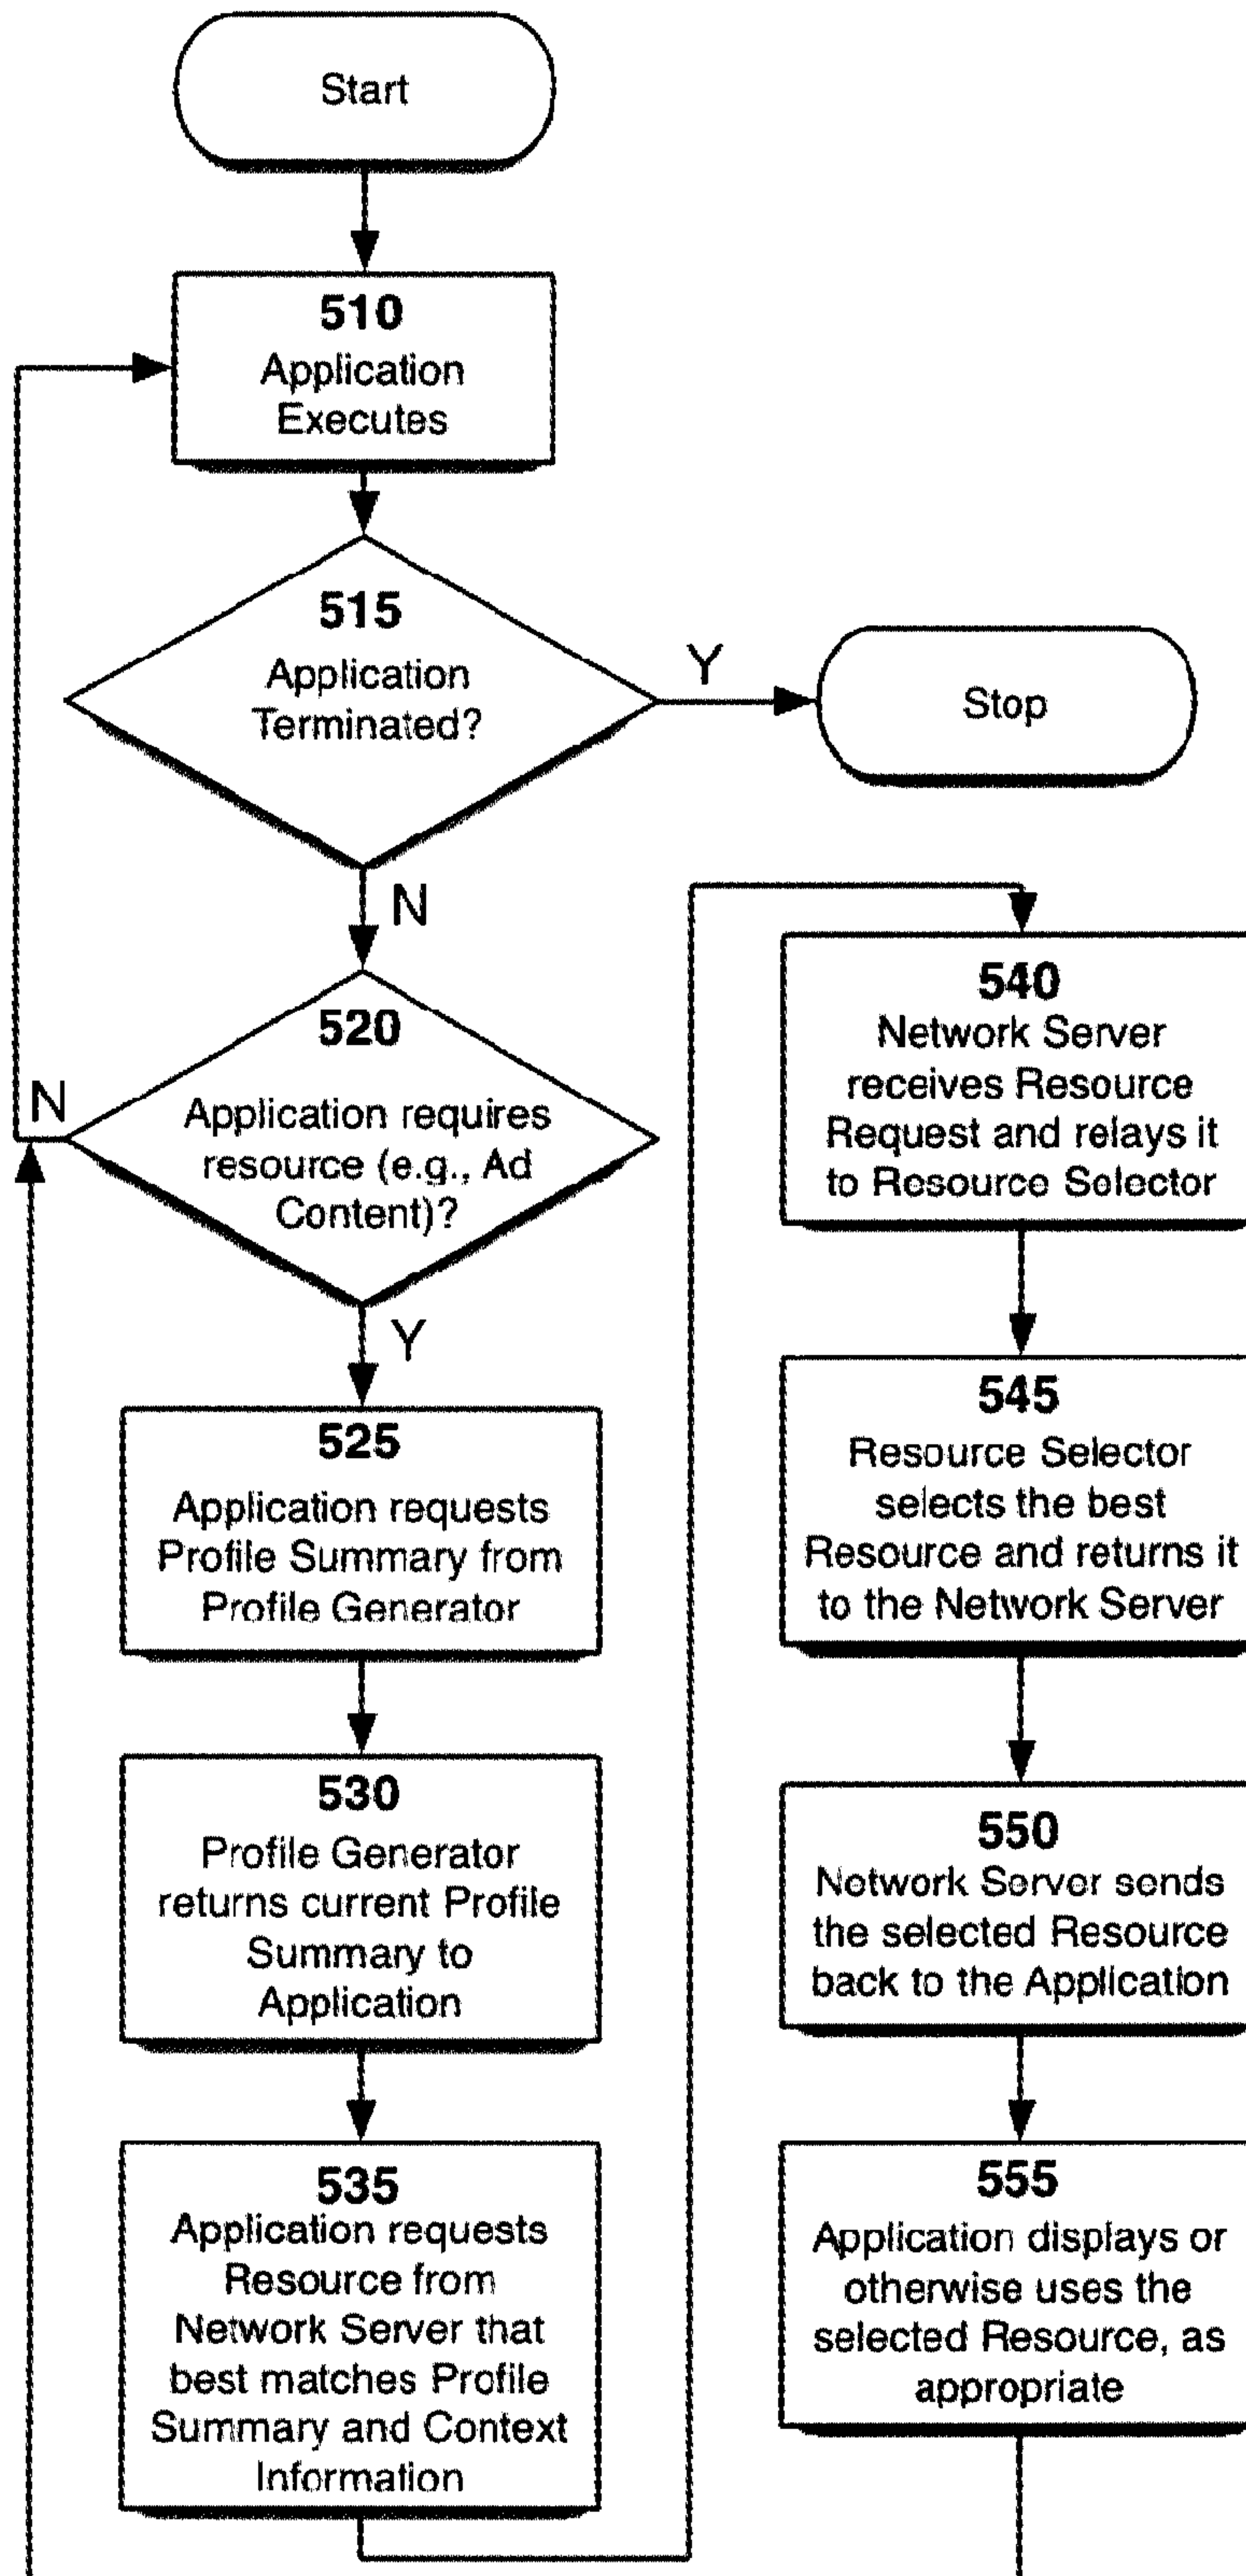 Start
510
Application
Executes
515
Application
Terminated?
Y
Stop
N
520
Application requires
resource (e.g., Ad
Content)?
N
Y
525
Application requests
Profile Summary from
Profile Generator
530
Profile Generator
returns current Profile
Summary to
Application
535
Application requests
Resource from
Network Server that
best matches Profile
Summary and Context
Information
540
Network Server
receives Resource
Request and relays it
to Resource Selector
545
Resource Selector
selects the best
Resource and returns it
to the Network Server
550
Network Server sends
the selected Resource
back to the Application
555
Application displays or
otherwise uses the
selected Resource, as
appropriate